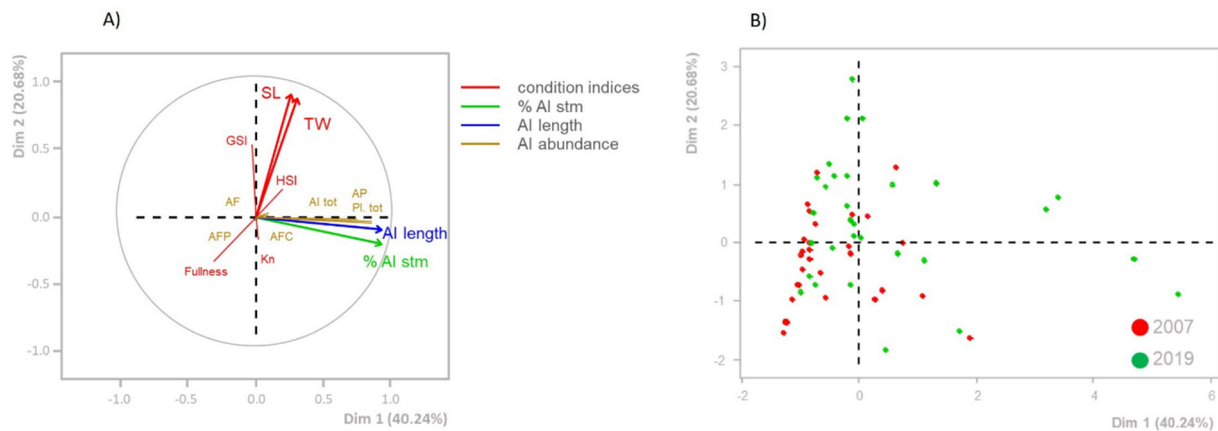 A)
B)
Dim 2 (20.68%)
1.0
0.5
0.0
-0.5
-1.0
-1.0
-0.5
0.0
0.5
1.0
Dim 1 (40.24%)
SL
TW
GSI
HSI
AF
AI tot
AP
Pl. tot
AFP
AFC
AI length
% AI stm
Kn
Fullness
condition indices
% AI stm
AI length
AI abundance
Dim 2 (20.68%)
3
2
1
0
-1
-2
-2
0
2
4
6
Dim 1 (40.24%)
2007
2019